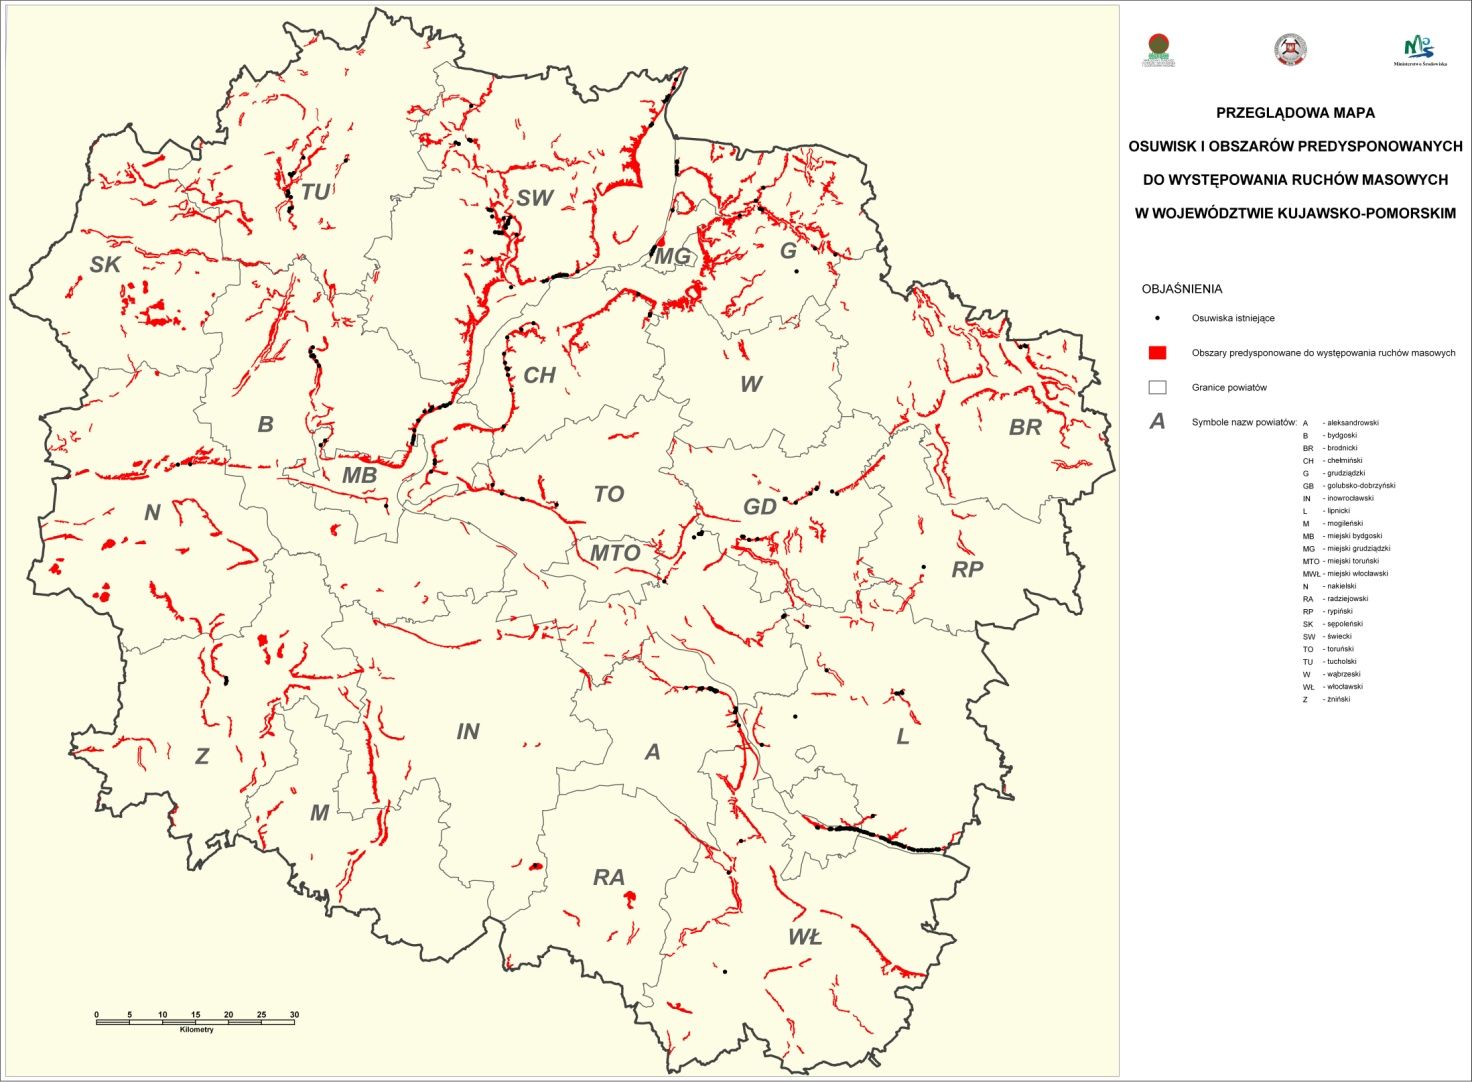 Ministerstwo Środowiska
PRZEGLĄDOWA MAPA
OSUWISK I OBSZARÓW PREDYSPONOWANYCH
DO WYSTĘPOWANIA RUCHÓW MASOWYCH
W WOJEWÓDZTWIE KUJAWSKO-POMORSKIM
OBJAŚNIENIA
Osuwiska istniejące
Obszary predysponowane do występowania ruchów masowych
Granice powiatów
A Symbole nazw powiatów:
A - aleksandrowski
B - bydgoski
BR - brodnicki
CH - chełmiński
G - grudziądzki
GB - golubsko-dobrzyński
IN - inowrocławski
L - lipnicki
M - mogileński
MB - miejski bydgoski
MG - miejski grudziądzki
MTO - miejski toruński
MWŁ - miejski włocławski
N - nakielski
RA - radziejowski
RP - rypiński
SK - sępoleński
SW - świecki
TO - toruński
TU - tucholski
W - wąbrzeski
WŁ - włocławski
Z - żniński
TU
SW
SK
MG
G
CH
W
B
BR
MB
TO
N
GD
MTO
RP
IN
Z
A
L
M
RA
WŁ
0 5 10 15 20 25 30
Kilometry